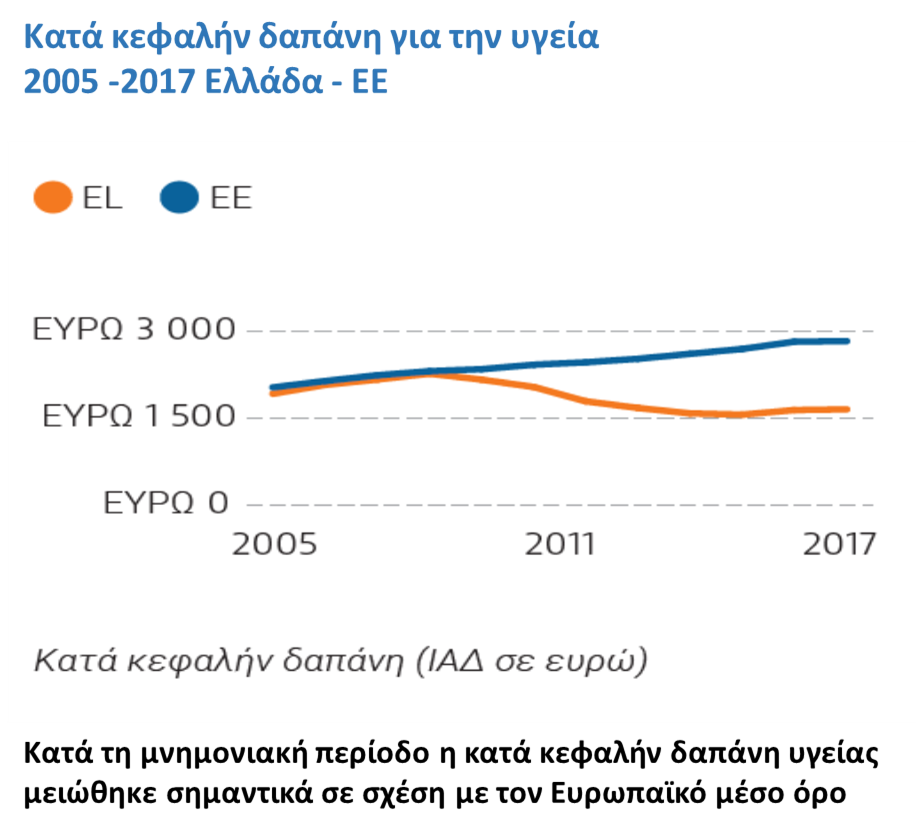 Κατά κεφαλήν δαπάνη για την υγεία
2005 -2017 Ελλάδα - ΕΕ
EL EE
ΕΥΡΩ 3 000
ΕΥΡΩ 1 500
ΕΥΡΩ 0
2005 2011 2017
Κατά κεφαλήν δαπάνη (ΙΑΔ σε ευρώ)
Κατά τη μνημονιακή περίοδο η κατά κεφαλήν δαπάνη υγείας
μειώθηκε σημαντικά σε σχέση με τον Ευρωπαϊκό μέσο όρο